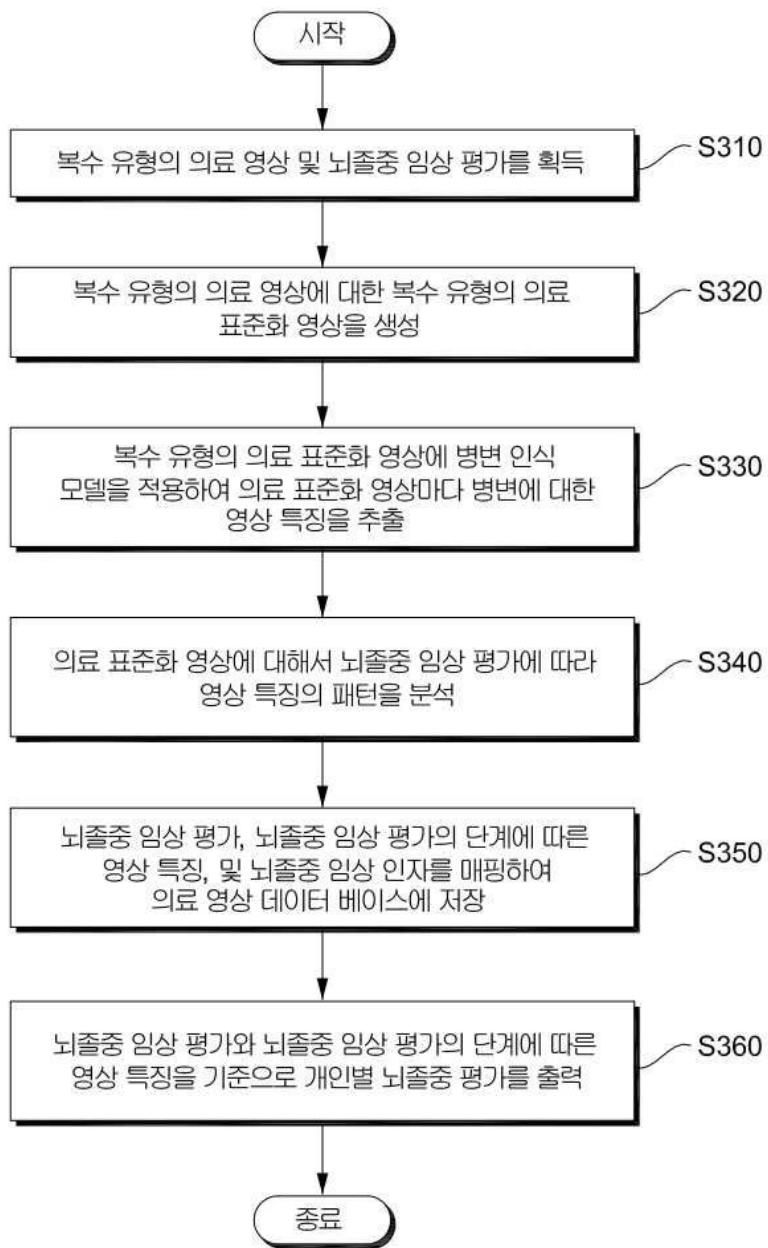 시작
복수 유형의 의료 영상 및 뇌졸중 임상 평가를 획득
S310
복수 유형의 의료 영상에 대한 복수 유형의 의료
표준화 영상을 생성
S320
복수 유형의 의료 표준화 영상에 병변 인식
모델을 적용하여 의료 표준화 영상마다 병변에 대한
영상 특징을 추출
S330
의료 표준화 영상에 대해서 뇌졸중 임상 평가에 따라
영상 특징의 패턴을 분석
S340
뇌졸중 임상 평가, 뇌졸중 임상 평가의 단계에 따른
영상 특징, 및 뇌졸중 임상 인자를 매핑하여
의료 영상 데이터 베이스에 저장
S350
뇌졸중 임상 평가와 뇌졸중 임상 평가의 단계에 따른
영상 특징을 기준으로 개인별 뇌졸중 평가를 출력
S360
종료